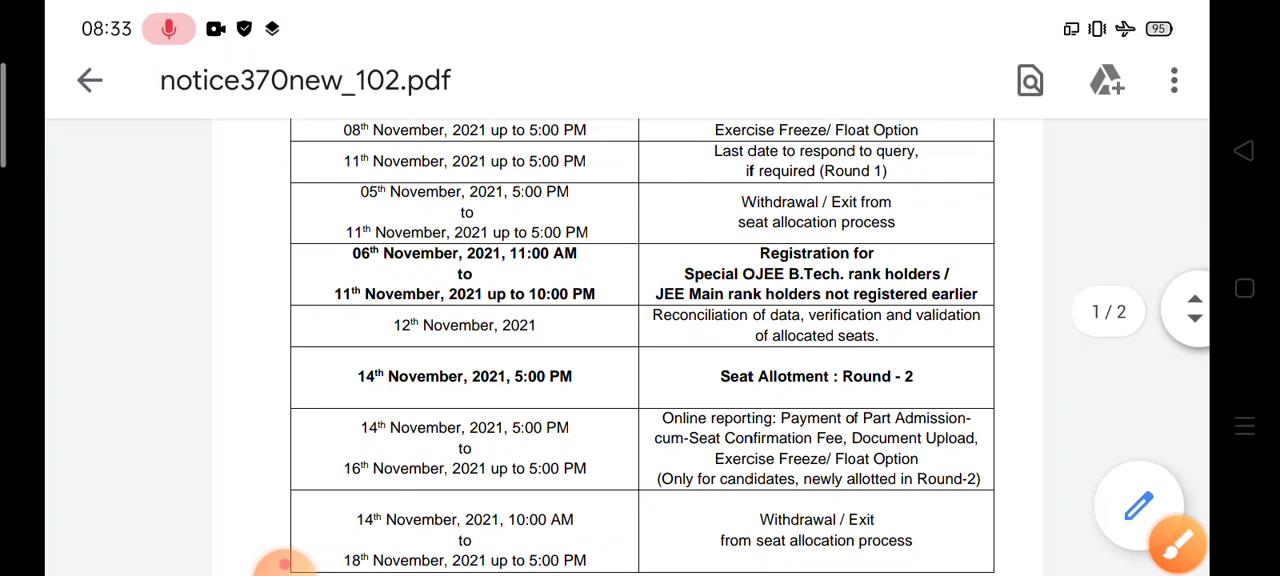 08:33
95
notice370new_102.pdf
08th November, 2021 up to 5:00 PM
Exercise Freeze/ Float Option
11th November, 2021 up to 5:00 PM
Last date to respond to query,
if required (Round 1)
05th November, 2021, 5:00 PM
to
11th November, 2021 up to 5:00 PM
Withdrawal / Exit from
seat allocation process
06th November, 2021, 11:00 AM
to
11th November, 2021 up to 10:00 PM
Registration for
Special OJEE B.Tech. rank holders /
JEE Main rank holders not registered earlier
12th November, 2021
Reconciliation of data, verification and validation
of allocated seats.
14th November, 2021, 5:00 PM
Seat Allotment : Round - 2
14th November, 2021, 5:00 PM
to
16th November, 2021 up to 5:00 PM
Online reporting: Payment of Part Admission-
cum-Seat Confirmation Fee, Document Upload,
Exercise Freeze/ Float Option
(Only for candidates, newly allotted in Round-2)
14th November, 2021, 10:00 AM
to
18th November, 2021 up to 5:00 PM
Withdrawal / Exit
from seat allocation process
1 / 2